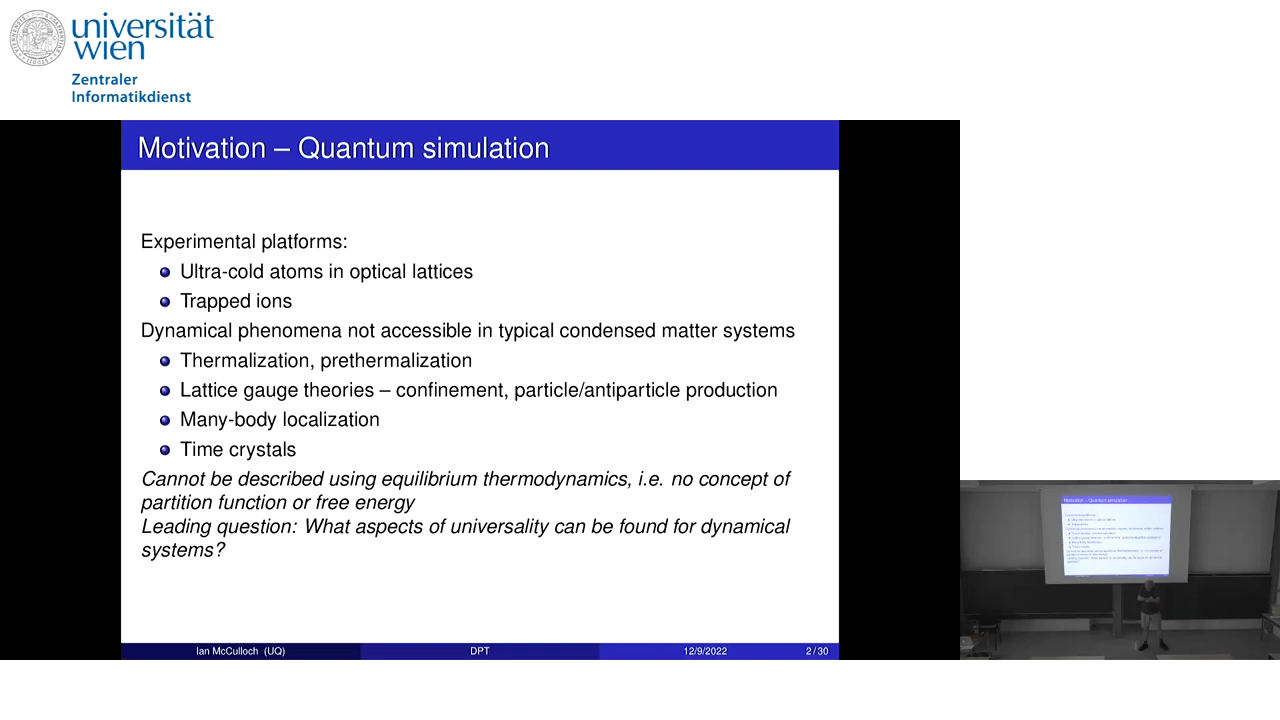 universität
wien
Zentraler
Informatikdienst
Motivation – Quantum simulation
Experimental platforms:
Ultra-cold atoms in optical lattices
Trapped ions
Dynamical phenomena not accessible in typical condensed matter systems
Thermalization, prethermalization
Lattice gauge theories – confinement, particle/antiparticle production
Many-body localization
Time crystals
Cannot be described using equilibrium thermodynamics, i.e. no concept of
partition function or free energy
Leading question: What aspects of universality can be found for dynamical
systems?
Ian McCulloch (UQ) DPT 12/9/2022 2 / 30
Motivation – Quantum simulation